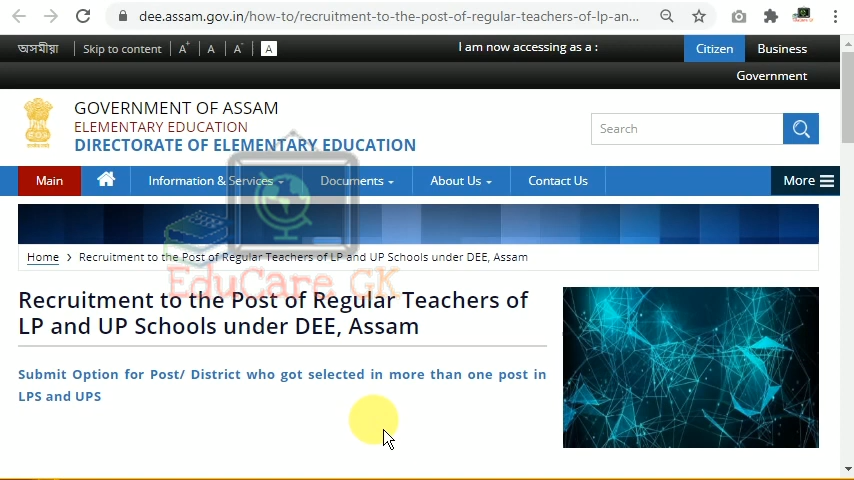 dee.assam.gov.in/how-to/recruitment-to-the-post-of-regular-teachers-of-lp-an...
অসমীয়া Skip to content A+ A A- A I am now accessing as a : Citizen Business
Government
GOVERNMENT OF ASSAM
ELEMENTARY EDUCATION
DIRECTORATE OF ELEMENTARY EDUCATION
Search
Main Information & Services Documents About Us Contact Us More
Home > Recruitment to the Post of Regular Teachers of LP and UP Schools under DEE, Assam
EduCare GK
Recruitment to the Post of Regular Teachers of
LP and UP Schools under DEE, Assam
Submit Option for Post/ District who got selected in more than one post in
LPS and UPS